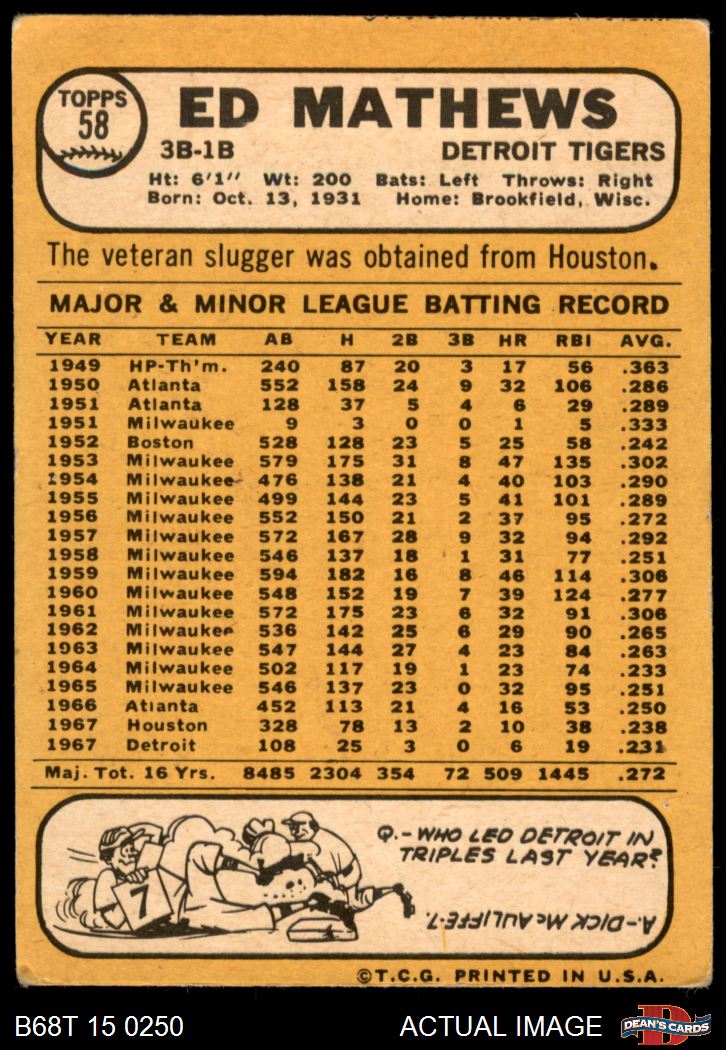 TOPPS
58
ED MATHEWS
3B-1B DETROIT TIGERS
Ht: 6'1" Wt: 200 Bats: Left Throws: Right
Born: Oct. 13, 1931 Home: Brookfield, Wisc.
The veteran slugger was obtained from Houston.
MAJOR & MINOR LEAGUE BATTING RECORD
YEAR TEAM AB H 2B 3B HR RBI AVG.
1949 HP-Th'm. 240 87 20 3 17 56 .363
1950 Atlanta 552 158 24 9 32 106 .286
1951 Atlanta 128 37 5 4 6 29 .289
1951 Milwaukee 9 3 0 0 1 5 .333
1952 Boston 528 128 23 5 25 58 .242
1953 Milwaukee 579 175 31 8 47 135 .302
1954 Milwaukee 476 138 21 4 40 103 .290
1955 Milwaukee 499 144 23 5 41 101 .289
1956 Milwaukee 552 150 21 2 37 95 .272
1957 Milwaukee 572 167 28 9 32 94 .292
1958 Milwaukee 546 137 18 1 31 77 .251
1959 Milwaukee 594 182 16 8 46 114 .306
1960 Milwaukee 548 152 19 7 39 124 .277
1961 Milwaukee 572 175 23 6 32 91 .306
1962 Milwaukee 536 142 25 6 29 90 .265
1963 Milwaukee 547 144 27 4 23 84 .263
1964 Milwaukee 502 117 19 1 23 74 .233
1965 Milwaukee 546 137 23 0 32 95 .251
1966 Atlanta 452 113 21 4 16 53 .250
1967 Houston 328 78 13 2 10 38 .238
1967 Detroit 108 25 3 0 6 19 .231
Maj. Tot. 16 Yrs. 8485 2304 354 72 509 1445 .272
Q.-WHO LED DETROIT IN
TRIPLES LAST YEAR?
7
A.-DICK McAULIFFE-7.
©T.C.G. PRINTED IN U.S.A.
B68T 15 0250 ACTUAL IMAGE
D
DEAN'S CARDS